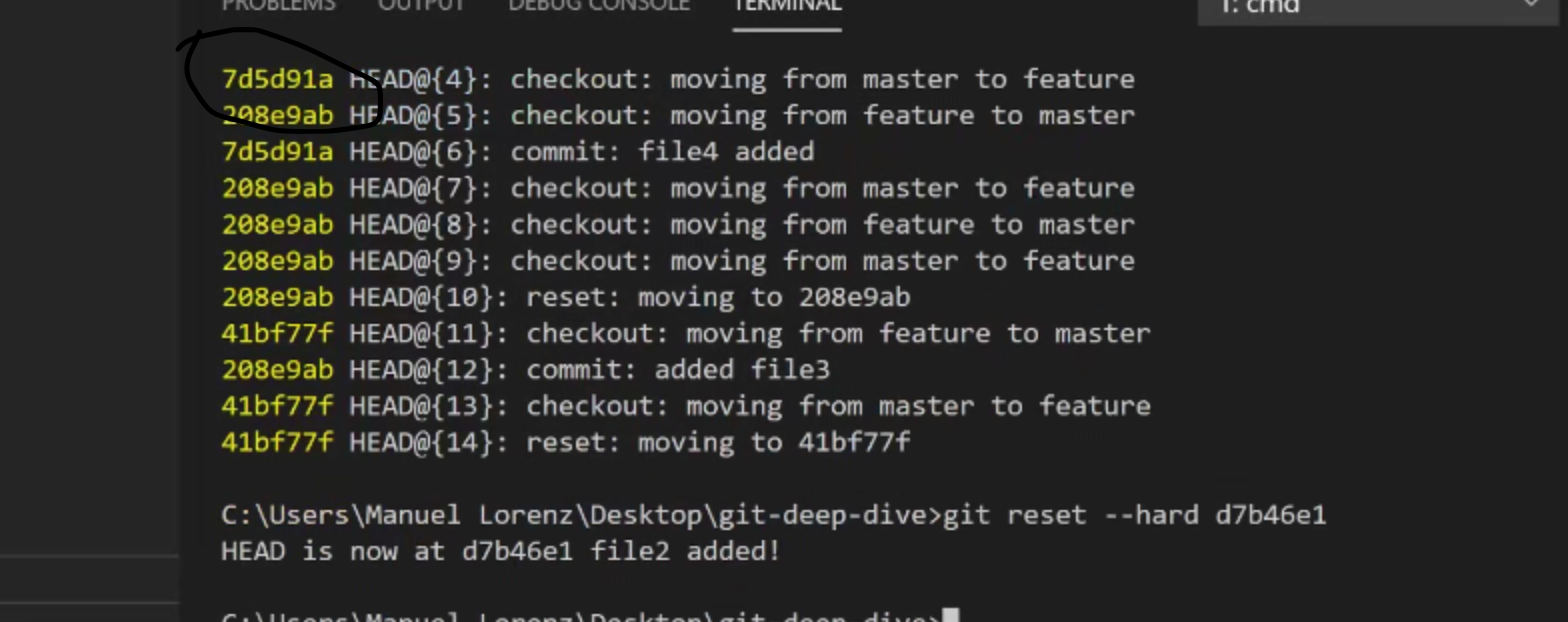 PROBLEMS OUTPUT DEBUG CONSOLE TERMINAL 1: cmd
7d5d91a HEAD@{4}: checkout: moving from master to feature
208e9ab HEAD@{5}: checkout: moving from feature to master
7d5d91a HEAD@{6}: commit: file4 added
208e9ab HEAD@{7}: checkout: moving from master to feature
208e9ab HEAD@{8}: checkout: moving from feature to master
208e9ab HEAD@{9}: checkout: moving from master to feature
208e9ab HEAD@{10}: reset: moving to 208e9ab
41bf77f HEAD@{11}: checkout: moving from feature to master
208e9ab HEAD@{12}: commit: added file3
41bf77f HEAD@{13}: checkout: moving from master to feature
41bf77f HEAD@{14}: reset: moving to 41bf77f
C:\Users\Manuel Lorenz\Desktop\git-deep-dive>git reset --hard d7b46e1
HEAD is now at d7b46e1 file2 added!
C:\Users\Manuel Lorenz\Desktop\git-deep-dive>